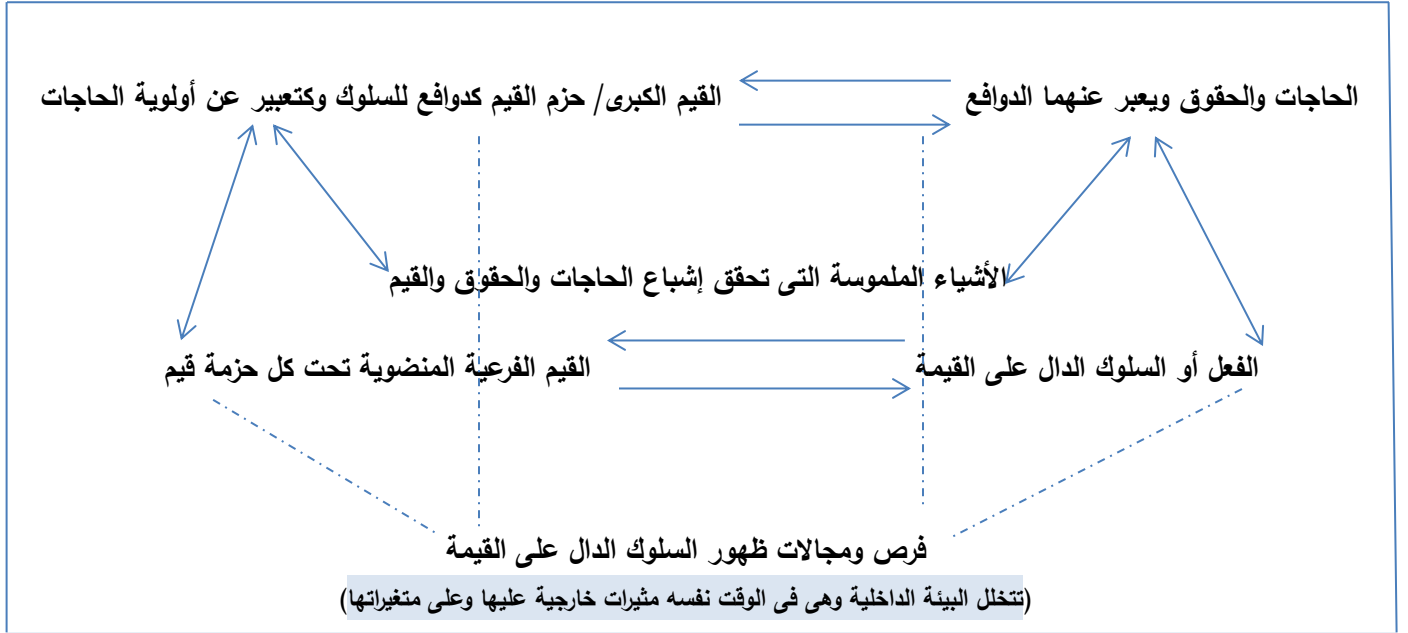 الحاجات والحقوق ويعبر عنهما الدوافع
القيم الكبرى/ حزم القيم كدوافع للسلوك وكتعبير عن أولوية الحاجات
الأشياء الملموسة التى تحقق إشباع الحاجات والحقوق والقيم
الفعل أو السلوك الدال على القيمة
القيم الفرعية المنضوية تحت كل حزمة قيم
فرص ومجالات ظهور السلوك الدال على القيمة
(تتخلل البيئة الداخلية وهى فى الوقت نفسه مثيرات خارجية عليها وعلى متغيراتها)